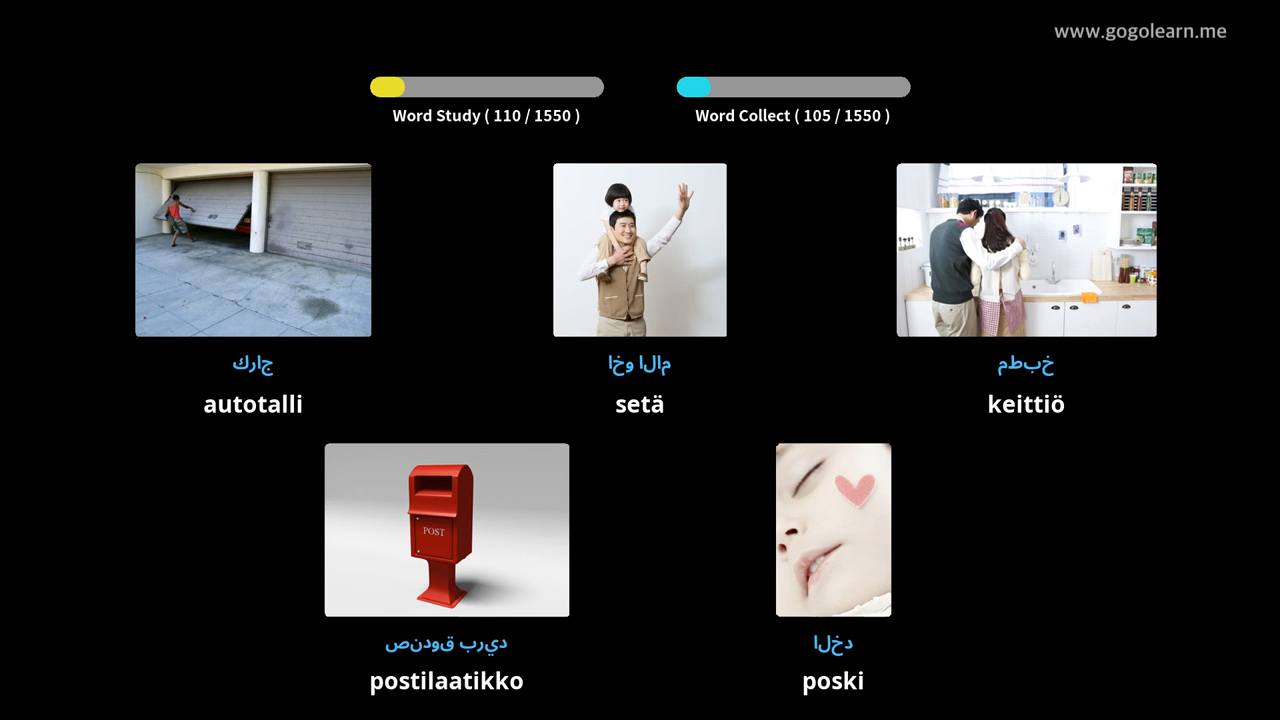 www.gogolearn.me
Word Study ( 110 / 1550 )
Word Collect ( 105 / 1550 )
كراج
autotalli
اخو الام
setä
مطبخ
keittiö
POST
صندوق بريد
postilaatikko
الخد
poski